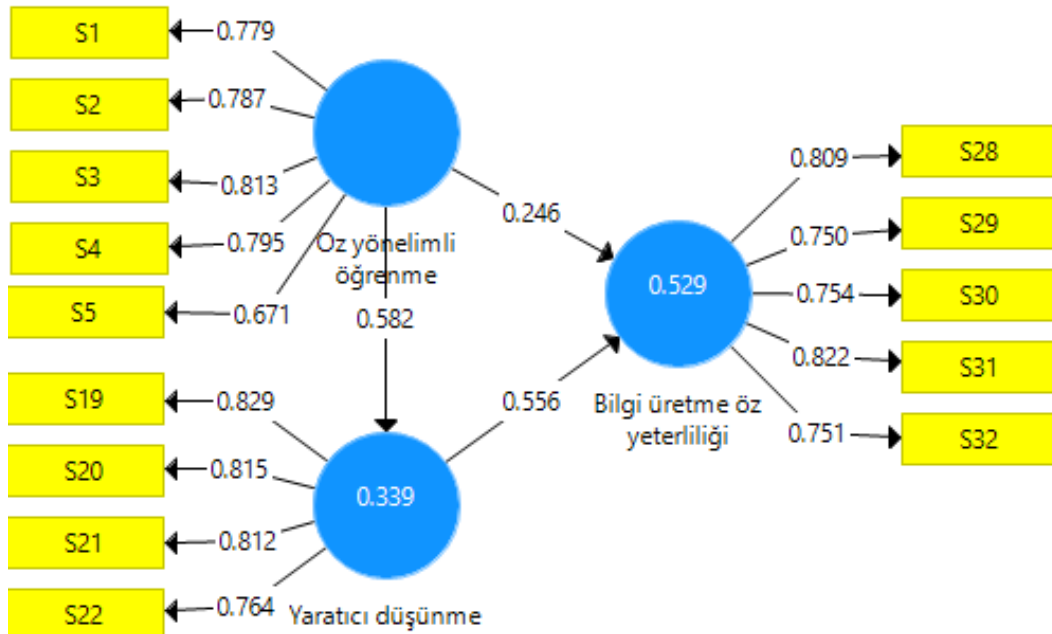 S1
0.779
S2
0.787
S3
0.813
S4
0.795
S5
0.671
Öz yönelimli
öğrenme
0.582
0.246
S19
0.829
S20
0.815
S21
0.812
S22
0.764
0.339
Yaratıcı düşünme
0.556
0.529
Bilgi üretme öz
yeterliliği
0.809
S28
0.750
S29
0.754
S30
0.822
S31
0.751
S32